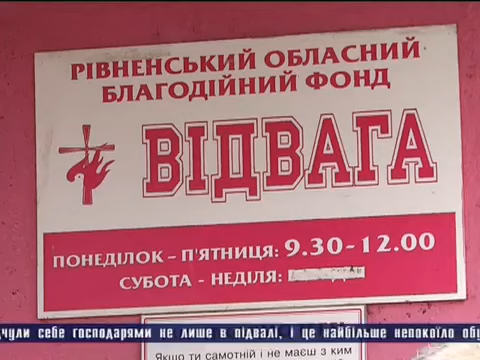 РІВНЕНСЬКИЙ ОБЛАСНИЙ
БЛАГОДІЙНИЙ ФОНД
ВІДВАГА
ПОНЕДІЛОК – П'ЯТНИЦЯ: 9.30-12.00
СУБОТА - НЕДІЛЯ:
себе господарями не лише в підвалі, і це найбільше непокоїло
Якщо ти самотній і не маєш з ким